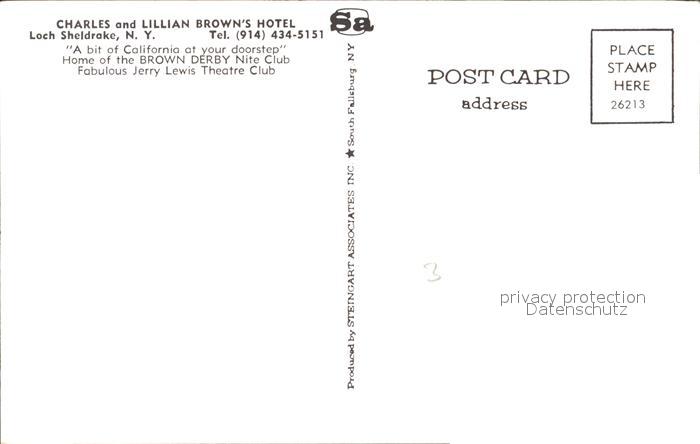 CHARLES and LILLIAN BROWN'S HOTEL
Loch Sheldrake, N. Y. Tel. (914) 434-5151
"A bit of California at your doorstep"
Home of the BROWN DERBY Nite Club
Fabulous Jerry Lewis Theatre Club
Sa
Produced by STEINGART ASSOCIATES INC. ★ South Fallsburg, NY
POST CARD
address
PLACE
STAMP
HERE
26213
3
privacy protection
Datenschutz